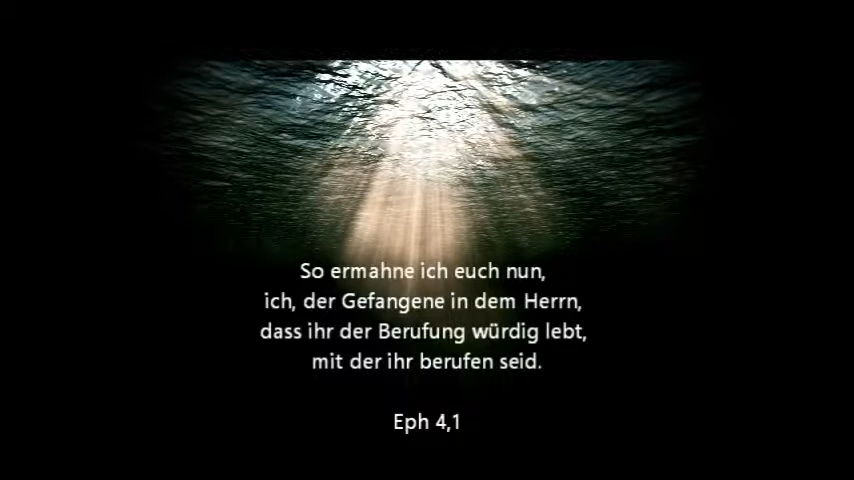 So ermahne ich euch nun,
ich, der Gefangene in dem Herrn,
dass ihr der Berufung würdig lebt,
mit der ihr berufen seid.
Eph 4,1